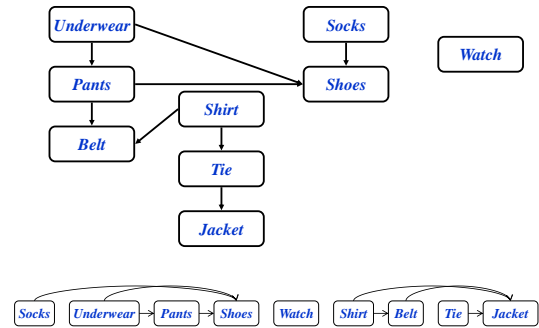 Underwear
Socks
Watch
Pants
Shoes
Shirt
Belt
Tie
Jacket
Socks Underwear Pants Shoes Watch Shirt Belt Tie Jacket